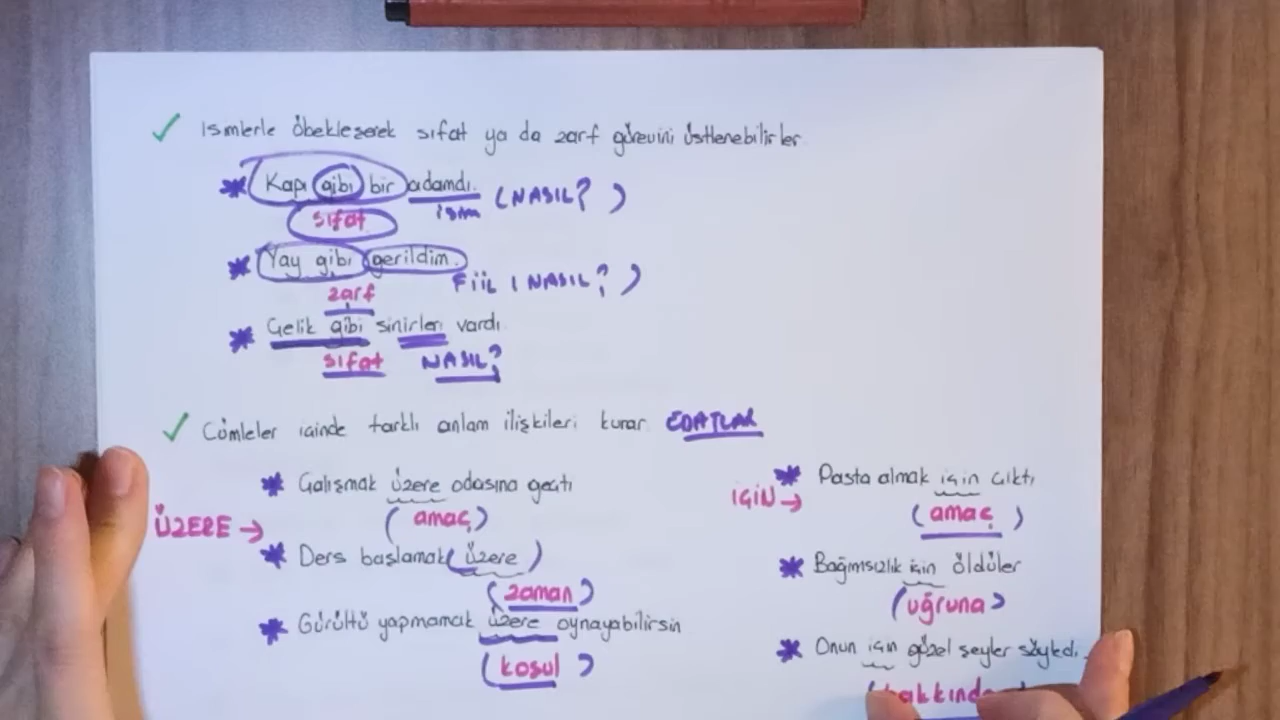 İsimlerle öbekleşerek sıfat ya da zarf görevini üstlenebilirler
Kapı gibi bir adamdı.
isim (NASIL? )
sıfat
Yay gibi gerildim.
FİİL (NASIL? )
zarf
Çelik gibi sinirleri vardı
sıfat NASIL?
Cümleler içinde farklı anlam ilişkileri kurar EDATLAR
ÜZERE →
Çalışmak üzere odasına geçti
(amaç)
Ders başlamak (üzere)
(zaman)
Gürültü yapmamak üzere oynayabilirsin
(koşul)
İÇİN →
Pasta almak için çıktı
(amaç )
Bağımsızlık için öldüler
(uğruna)
Onun için güzel şeyler söyledi.
(hakkında)